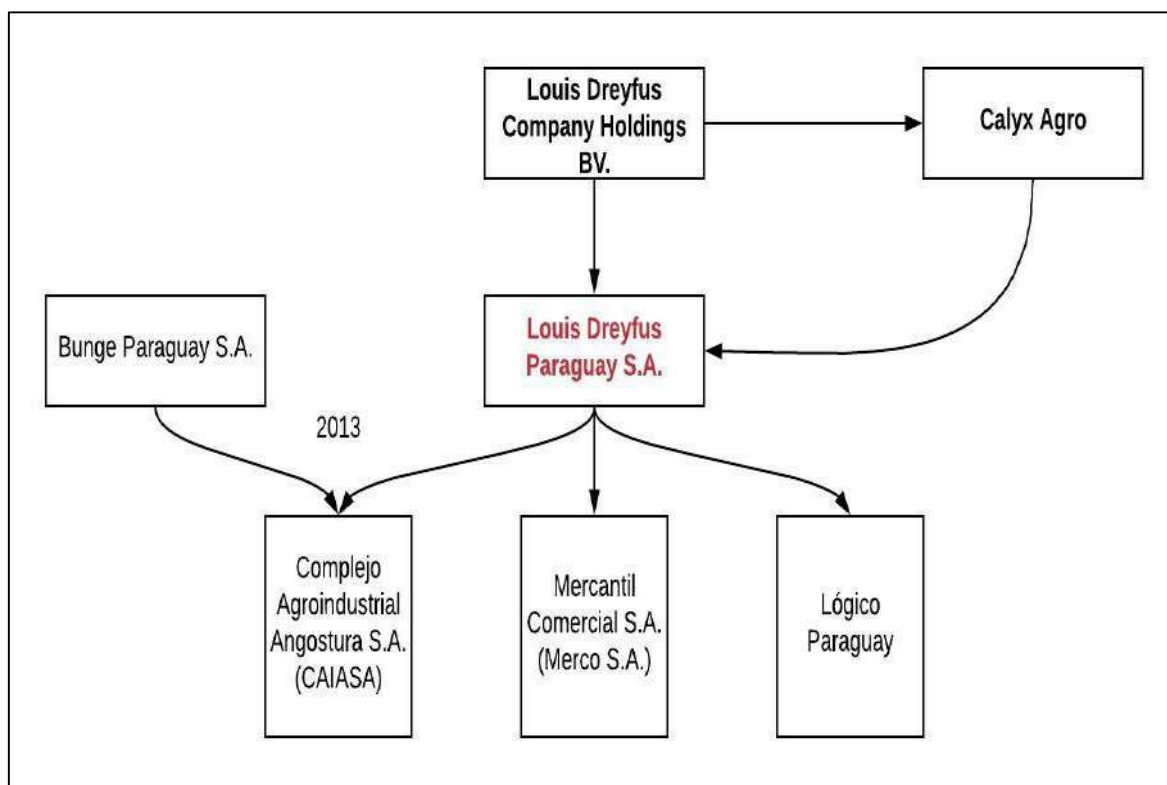 Louis Dreyfus
Company Holdings
BV.
Calyx Agro
Bunge Paraguay S.A.
Louis Dreyfus
Paraguay S.A.
2013
Complejo
Agroindustrial
Angostura S.A.
(CAIASA)
Mercantil
Comercial S.A.
(Merco S.A.)
Lógico
Paraguay